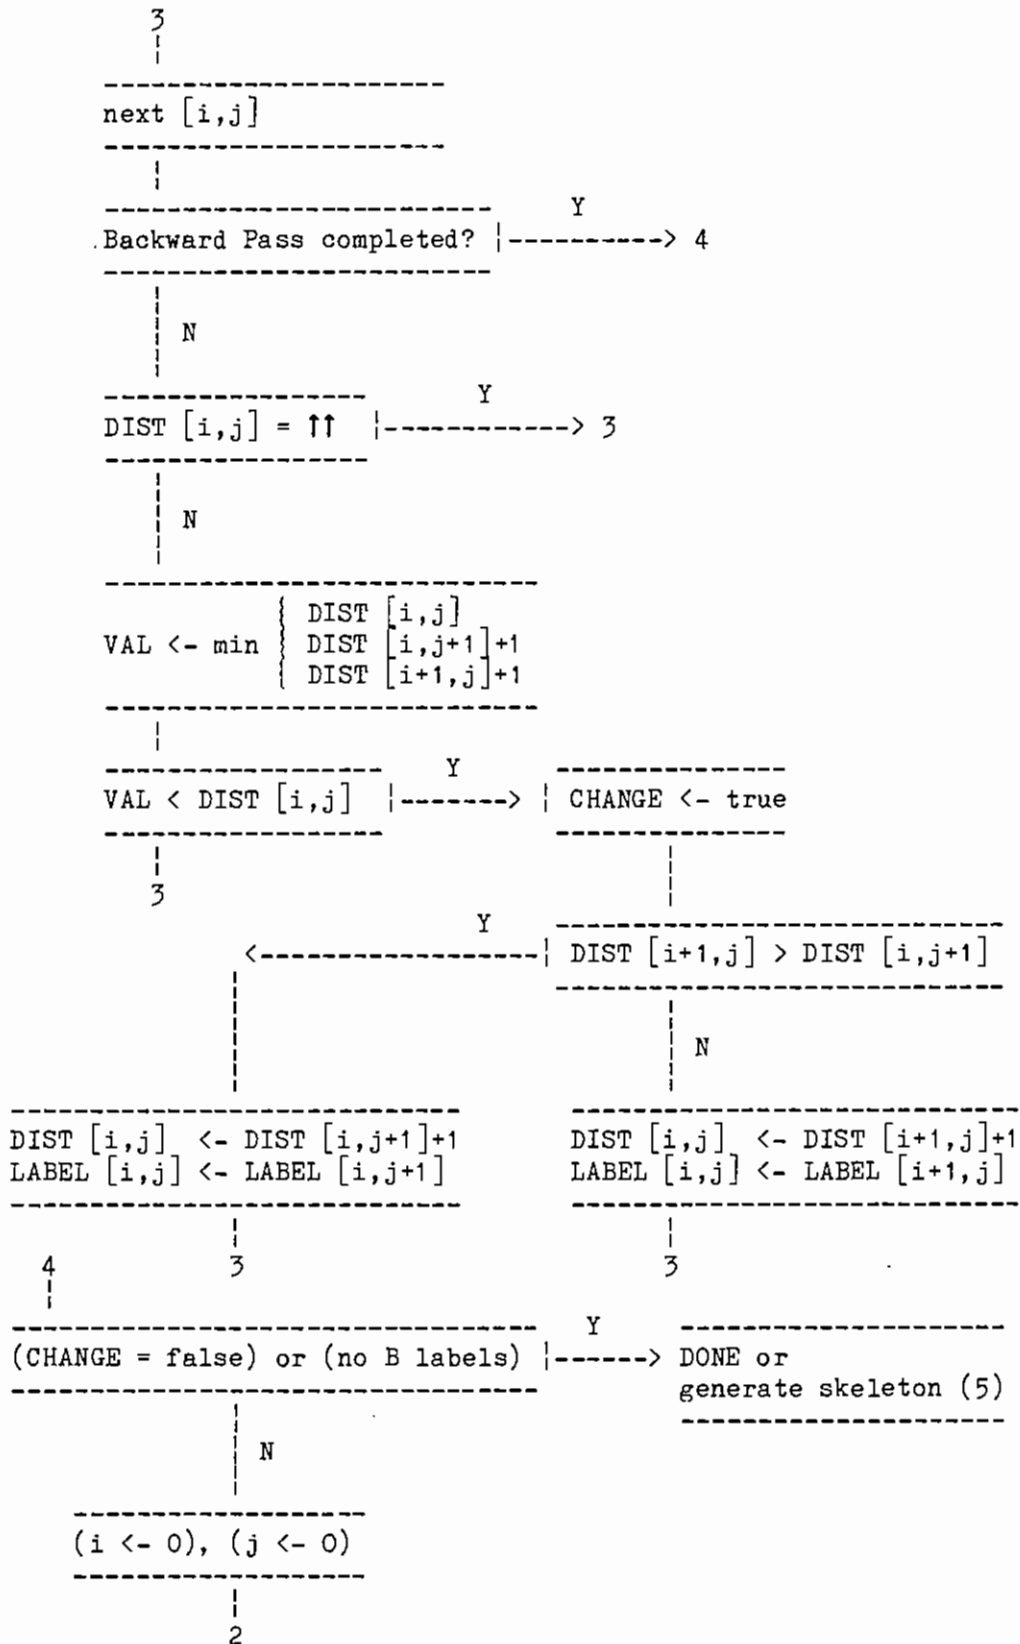 3
next [i,j]
Y
Backward Pass completed? ----------> 4
N
Y
DIST [i,j] = ↑↑ ------------> 3
N
DIST [i,j]
VAL <- min { DIST [i,j+1]+1
DIST [i+1,j]+1
Y
VAL < DIST [i,j] -------> CHANGE <- true
3
Y
<------------------ DIST [i+1,j] > DIST [i,j+1]
N
DIST [i,j] <- DIST [i,j+1]+1 DIST [i,j] <- DIST [i+1,j]+1
LABEL [i,j] <- LABEL [i,j+1] LABEL [i,j] <- LABEL [i+1,j]
4 3 3
Y
(CHANGE = false) or (no B labels) ------> DONE or
generate skeleton (5)
N
(i <- 0), (j <- 0)
2